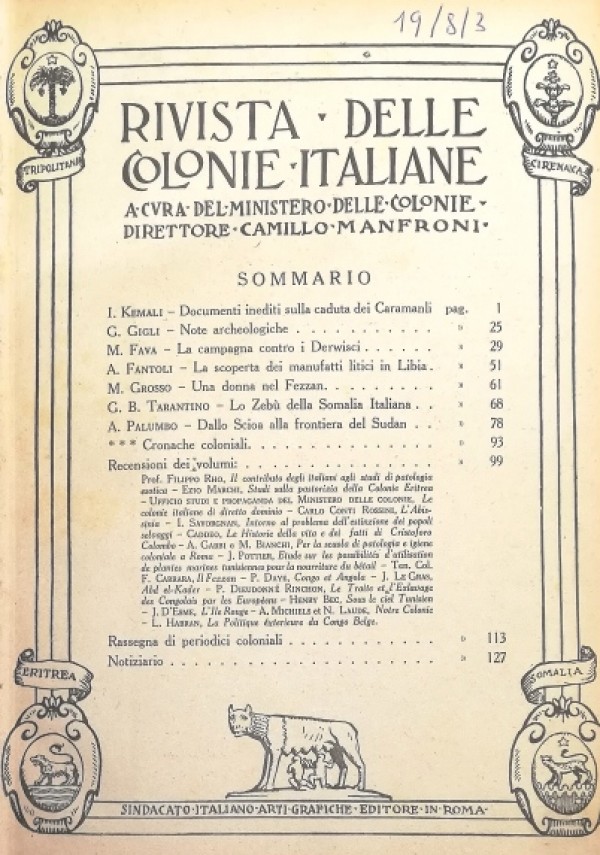 19/8/3
TRIPOLITANIA
CIRENAICA
RIVISTA · DELLE
COLONIE · ITALIANE
A · CVRA · DEL · MINISTERO · DELLE · COLONIE ·
DIRETTORE · CAMILLO · MANFRONI ·
SOMMARIO
I. KEMALI – Documenti inediti sulla caduta dei Caramanli pag. 1
G. GIGLI – Note archeologiche . . . . . . . . . . . » 25
M. FAVA – La campagna contro i Derwisci . . . . . . » 29
A. FANTOLI – La scoperta dei manufatti litici in Libia . » 51
M. GROSSO – Una donna nel Fezzan. . . . . . . . . » 61
G. B. TARANTINO – Lo Zebù della Somalia Italiana . . » 68
A. PALUMBO – Dallo Scioa alla frontiera del Sudan . . » 78
* * * Cronache coloniali. . . . . . . . . . . . . . » 93
Recensioni dei volumi: . . . . . . . . . . . . . » 99
Prof. FILIPPO RHO, Il contributo degli italiani agli studi di patologia
esotica – EZIO MARCHI, Studi sulla pastorizia della Colonia Eritrea
– UFFICIO STUDI E PROPAGANDA DEL MINISTERO DELLE COLONIE, Le
colonie italiane di diretto dominio – CARLO CONTI ROSSINI, L'Abis-
sinia – I. SAVORGNAN, Intorno al problema dell'estinzione dei popoli
selvaggi – CADDEO, Le Historie della vita e dei fatti di Cristoforo
Colombo – A. GABBI e M. BIANCHI, Per la scuola di patologia e igiene
coloniale a Roma – J. POTTIER, Etude sur les possibilités d'utilisation
de plantes marines tunisiennes pour la nourriture du bétail – Ten. Col.
F. CARRARA, Il Fezzan – P. DAYE, Congo et Angola – J. LE GRAS,
Abd el-Kader – P. DIEUDONNÉ RINCHON, Le Traite et l'Esclavage
des Congolais par les Européens – HENRY BEC, Sous le ciel Tunisien
– J. D'ESME, L'Ile Rouge – A. MICHIELS et N. LAUDE, Notre Colonie
– L. HABRAN, La Politique Extérieure du Congo Belge.
Rassegna di periodici coloniali . . . . . . . . . . » 113
Notiziario . . . . . . . . . . . . . . . . . . . » 127
ERITREA
SOMALIA
SINDACATO · ITALIANO · ARTI · GRAFICHE · EDITORE · IN · ROMA ·